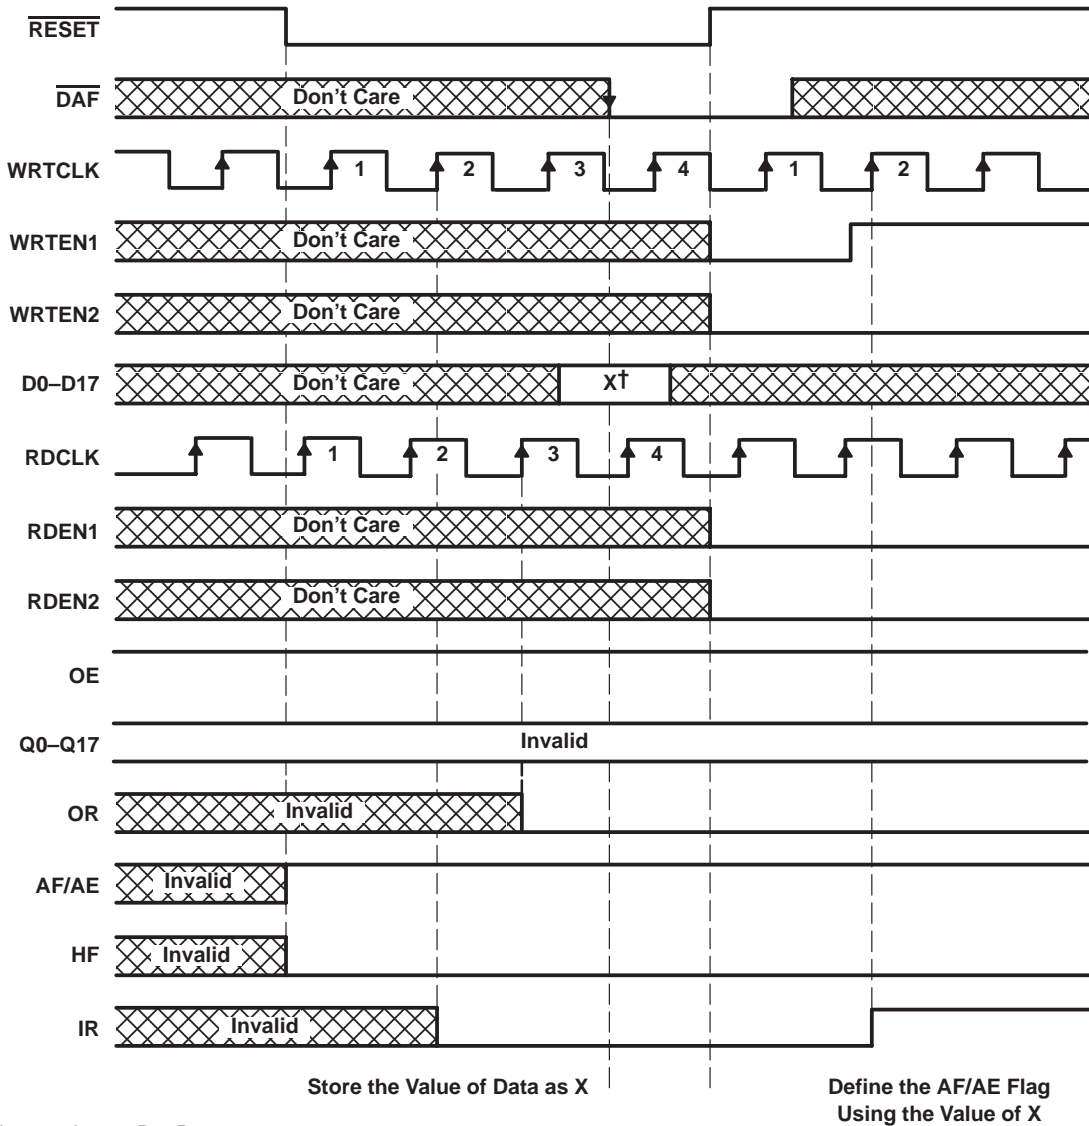 RESET
DAF
Don't Care
WRTCLK
1 2 3 4 1 2
WRTEN1
Don't Care
WRTEN2
Don't Care
D0–D17
Don't Care
X†
RDCLK
1 2 3 4
RDEN1
Don't Care
RDEN2
Don't Care
OE
Q0–Q17
Invalid
OR
Invalid
AF/AE
Invalid
HF
Invalid
IR
Invalid
Store the Value of Data as X
Define the AF/AE Flag
Using the Value of X